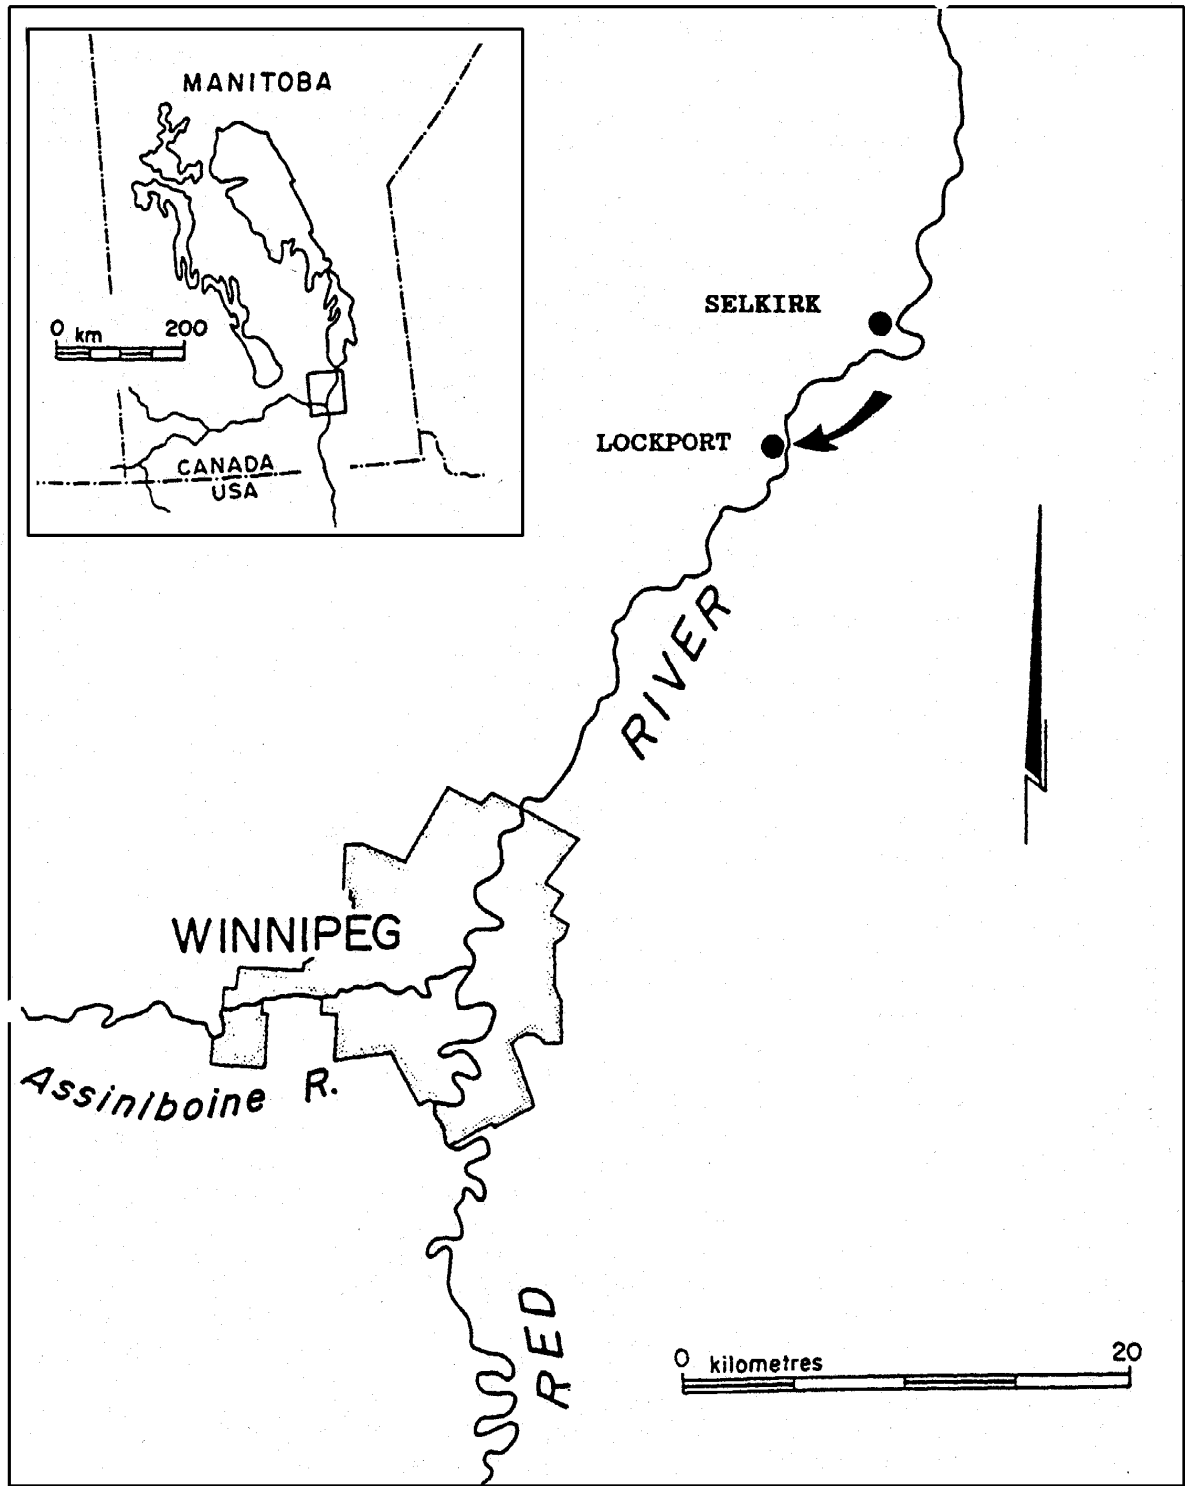 MANITOBA
0 km 200
CANADA
USA
SELKIRK
LOCKPORT
RIVER
WINNIPEG
Assiniboine R.
RED
0 kilometres 20